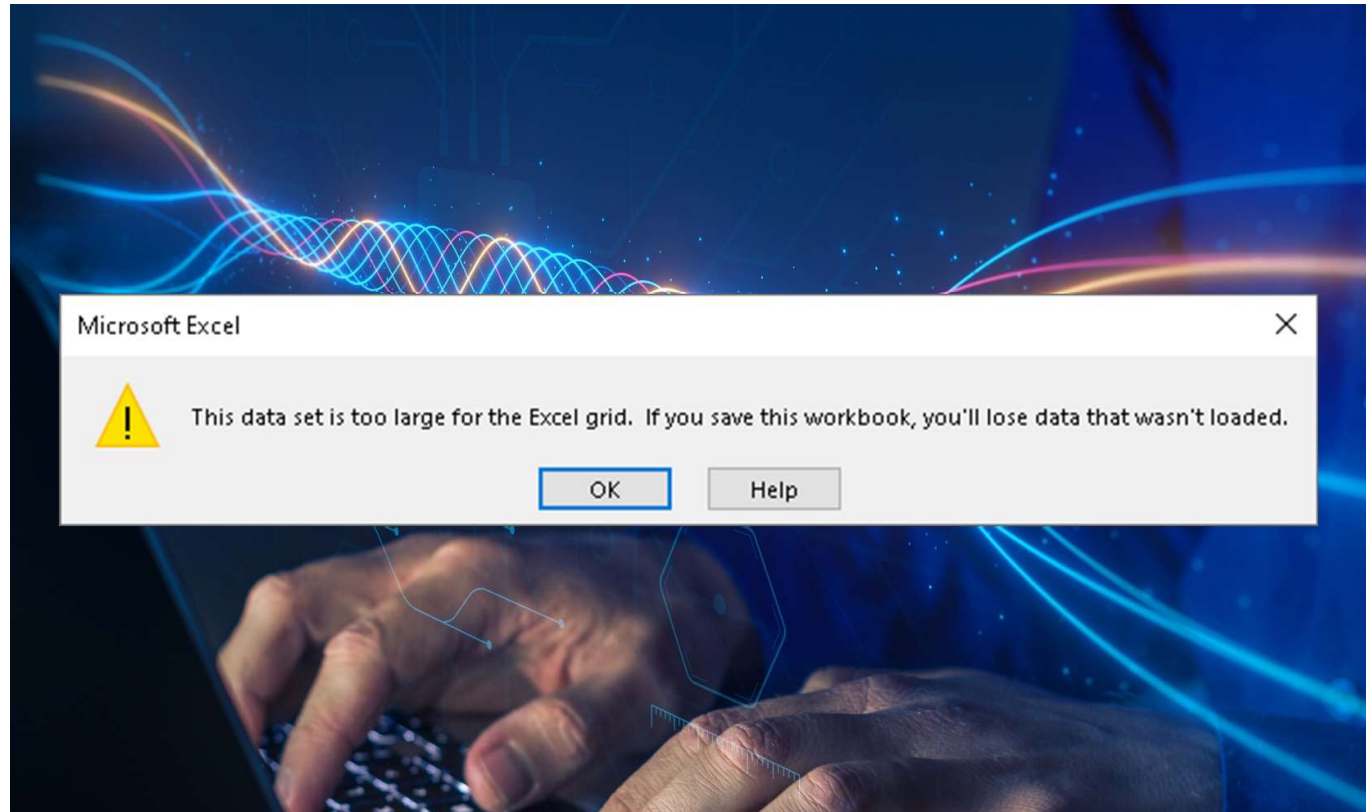 Microsoft Excel
This data set is too large for the Excel grid.  If you save this workbook, you'll lose data that wasn't loaded.
OK
Help